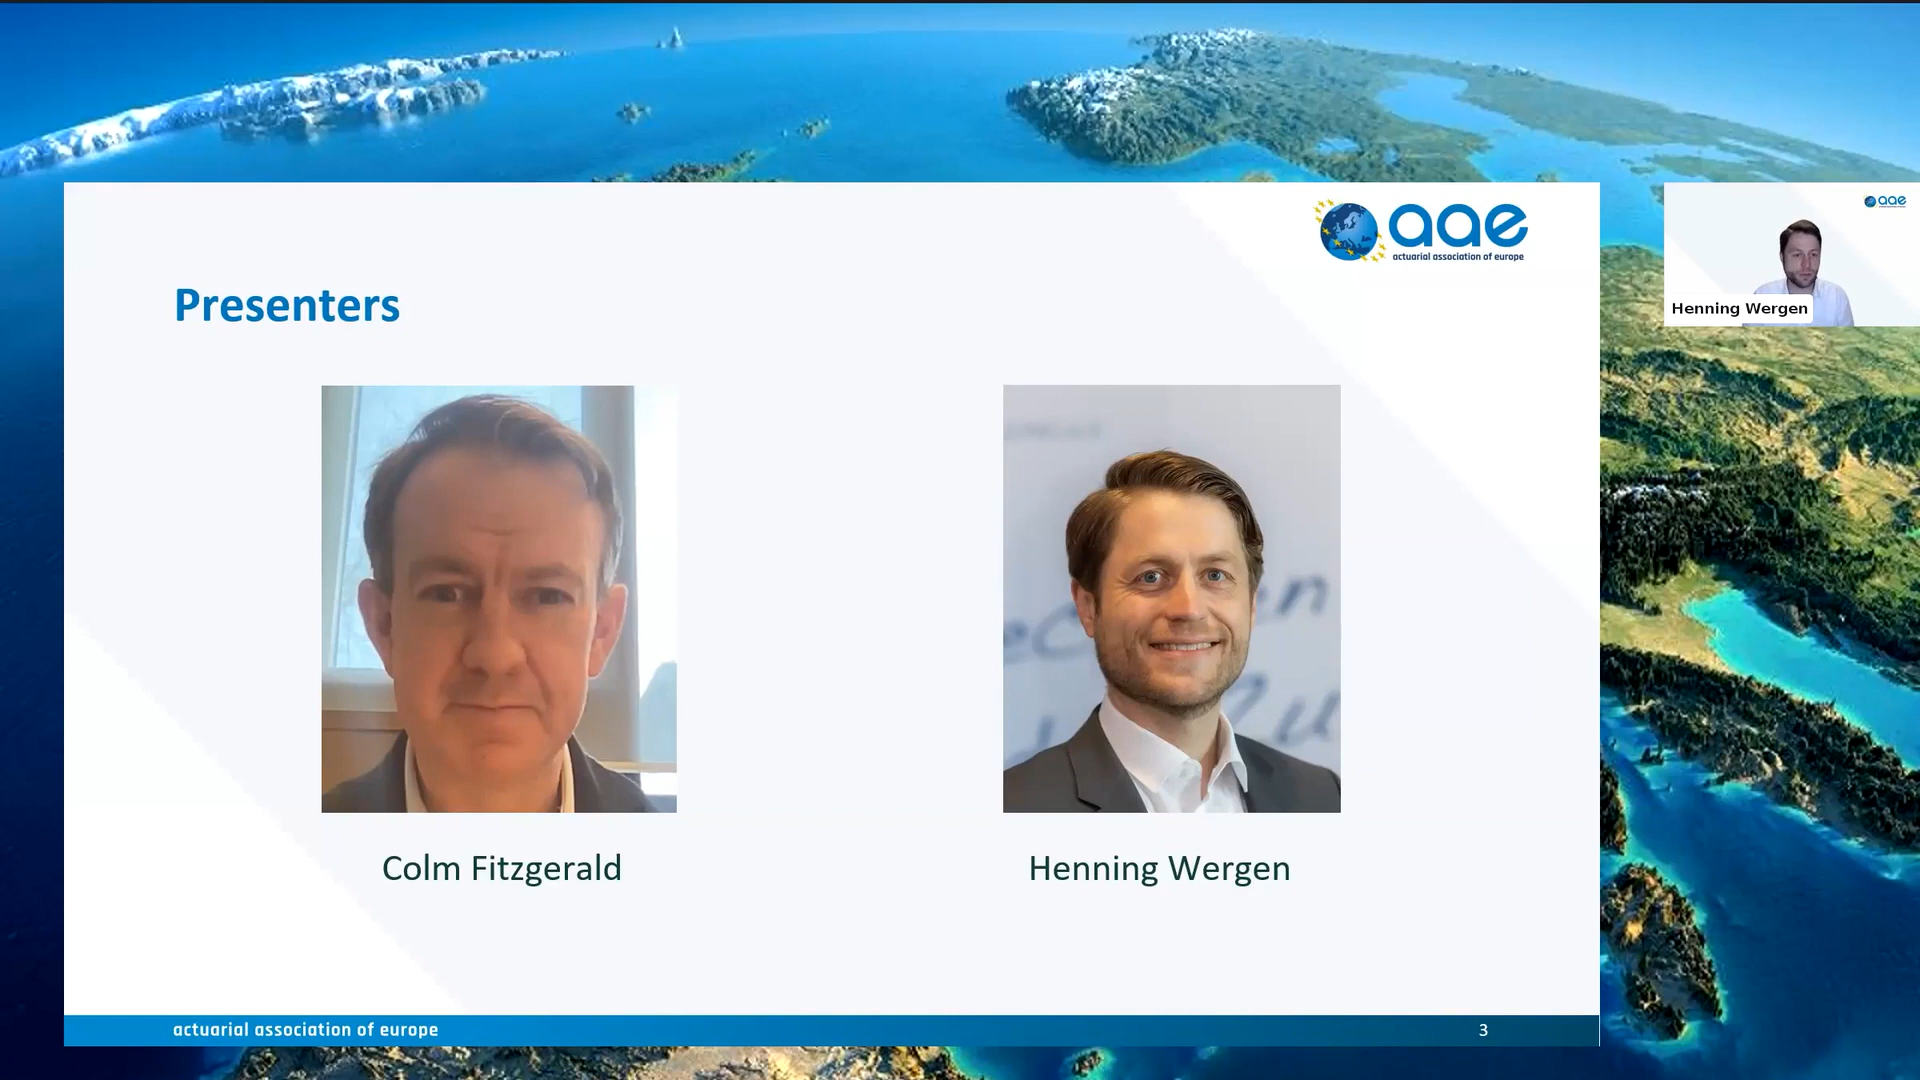 aae
actuarial association of europe
Presenters
aae
Henning Wergen
Colm Fitzgerald
Henning Wergen
actuarial association of europe
3